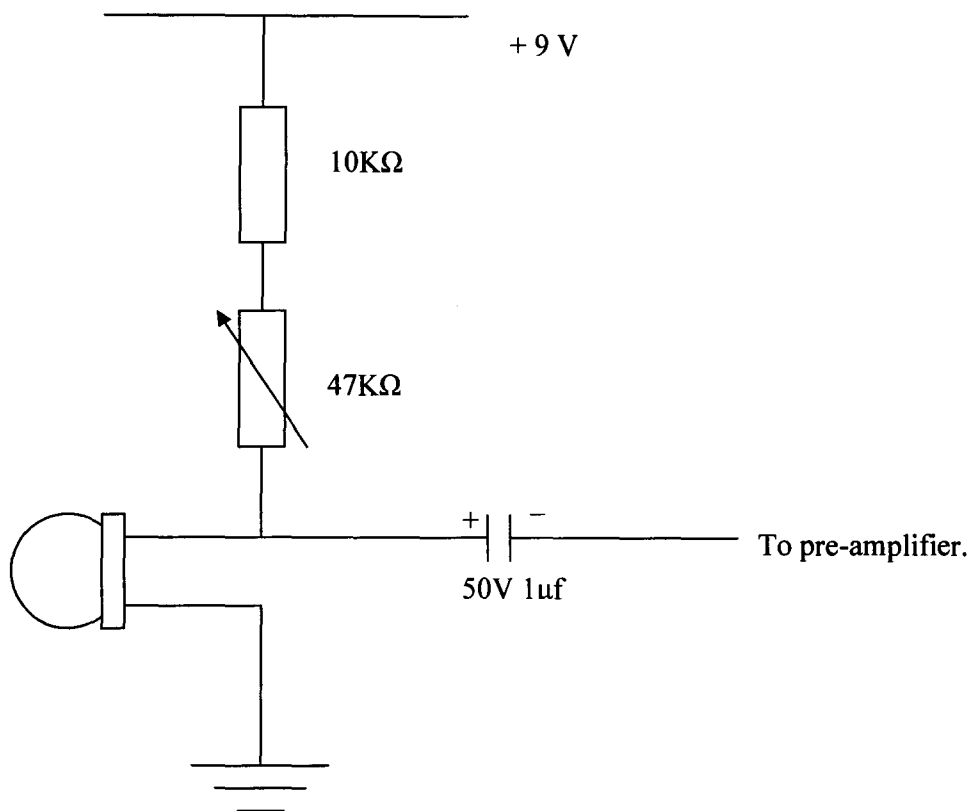 + 9 V
10KΩ
47KΩ
+ −
To pre-amplifier.
50V 1uf